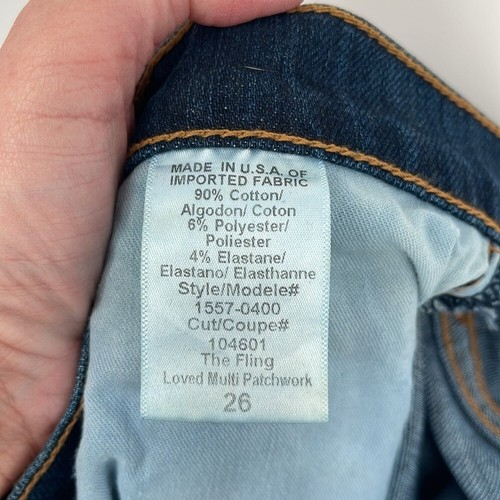 MADE IN U.S.A. OF
IMPORTED FABRIC
90% Cotton/
Algodon/ Coton
6% Polyester/
Poliester
4% Elastane/
Elastano/ Elasthanne
Style/Modele#
1557-0400
Cut/Coupe#
104601
The Fling
Loved Multi Patchwork
26